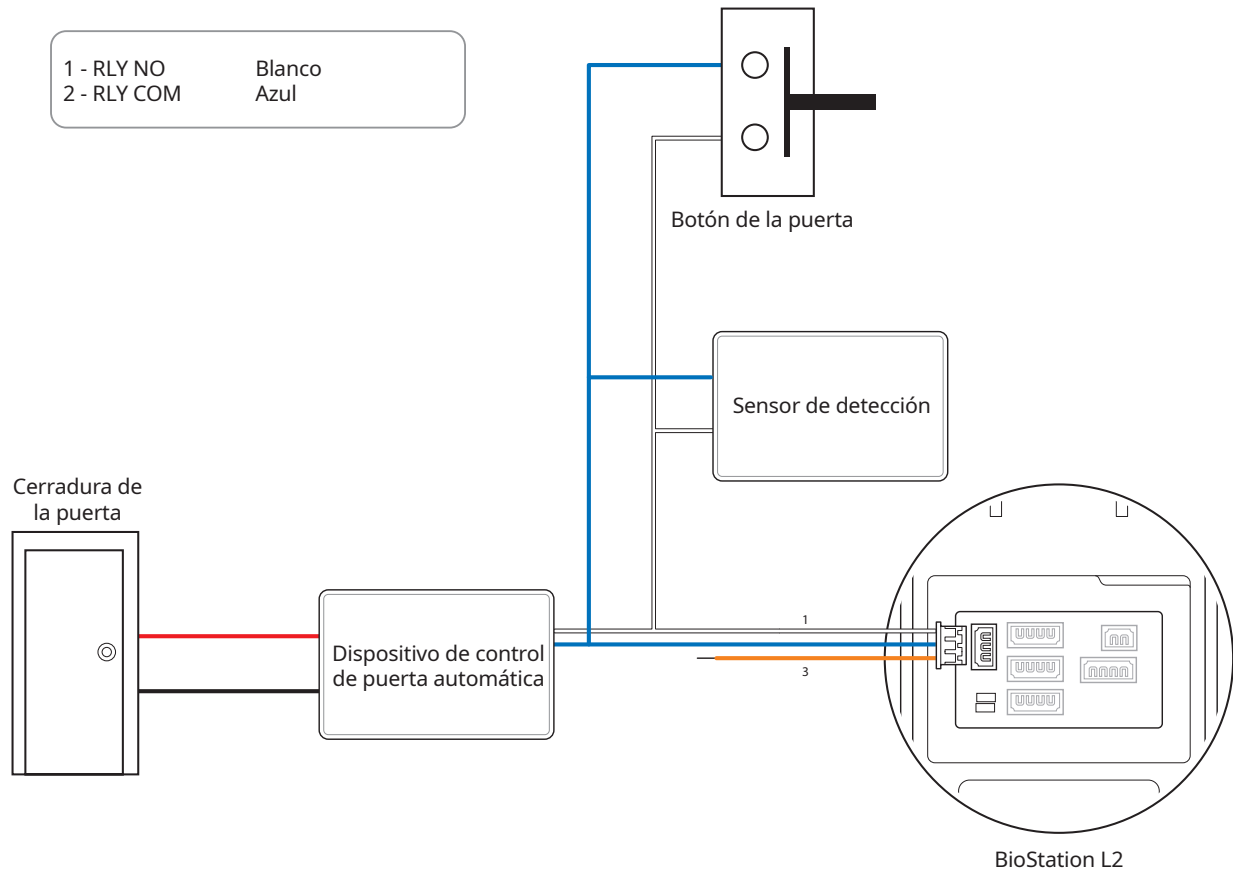 1 - RLY NO Blanco
2 - RLY COM Azul
Botón de la puerta
Sensor de detección
Cerradura de
la puerta
Dispositivo de control
de puerta automática
1
3
BioStation L2